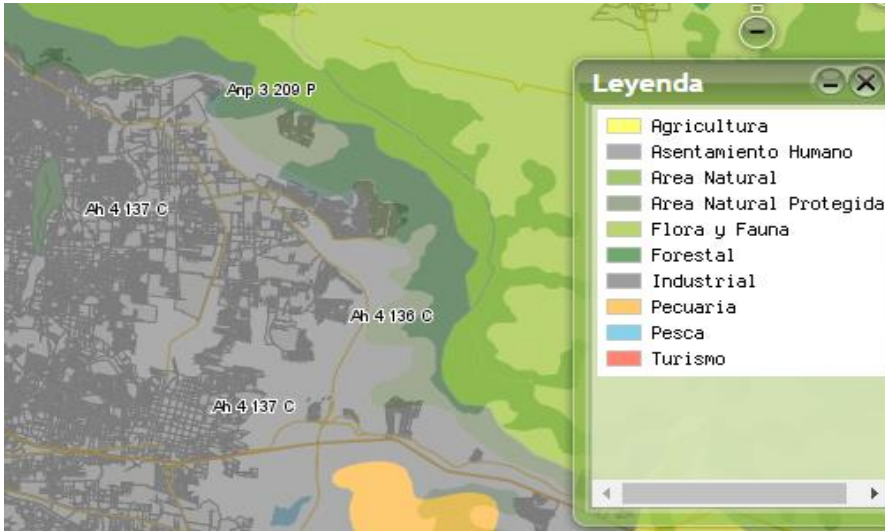 Anp 3 209 P
Ah 4 137 C
Ah 4 136 C
Ah 4 137 C
Leyenda
Agricultura
Asentamiento Humano
Area Natural
Area Natural Protegida
Flora y Fauna
Forestal
Industrial
Pecuaria
Pesca
Turismo